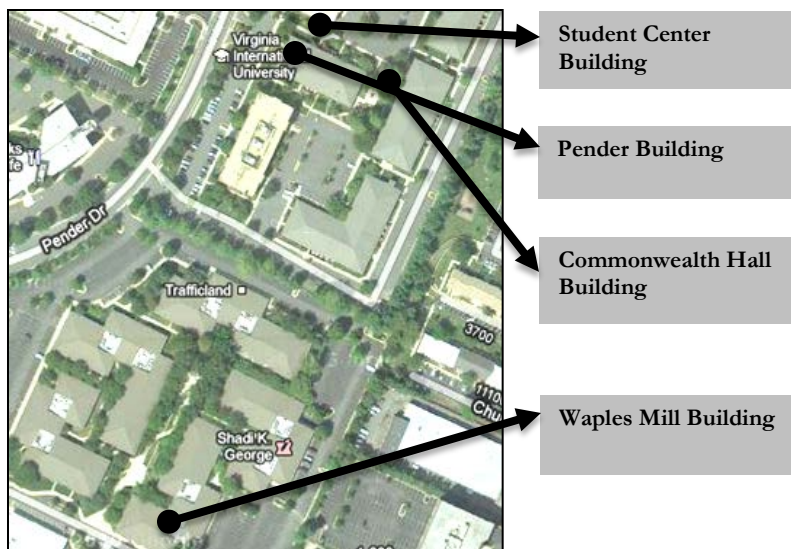 Virginia
International
University
Student Center
Building
Pender Building
Commonwealth Hall
Building
Pender Dr
Trafficland
3700
Waples Mill Building
Shadi K.
George